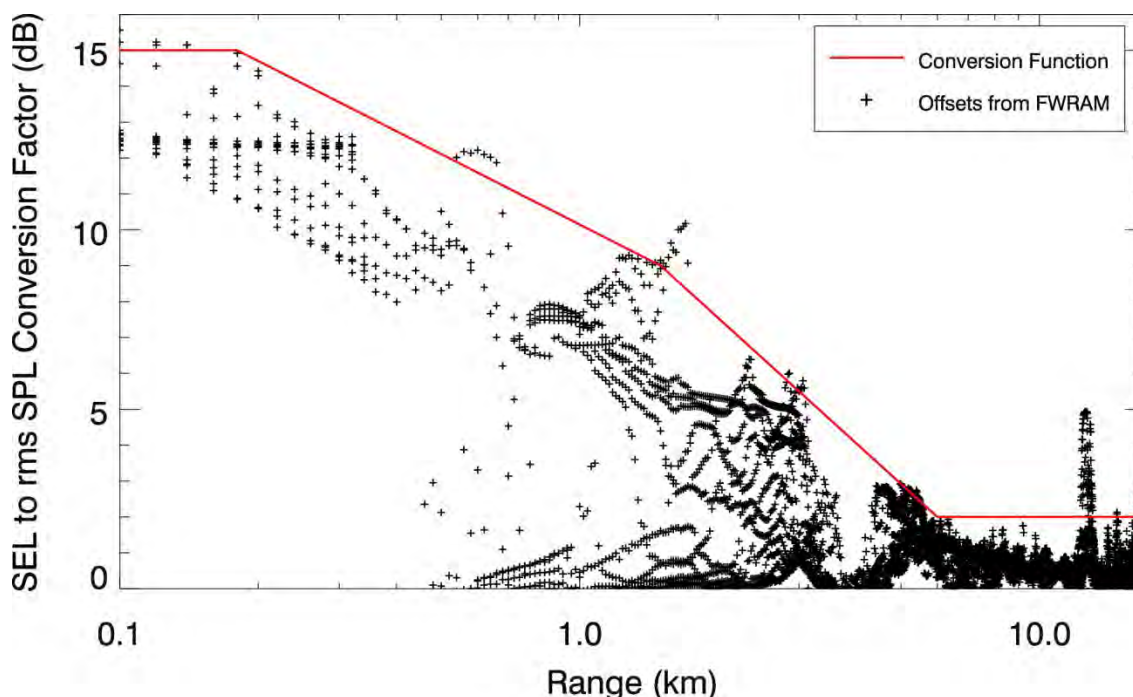 SEL to rms SPL Conversion Factor (dB)
15
10
5
0
0.1
1.0
10.0
Range (km)
Conversion Function
Offsets from FWRAM